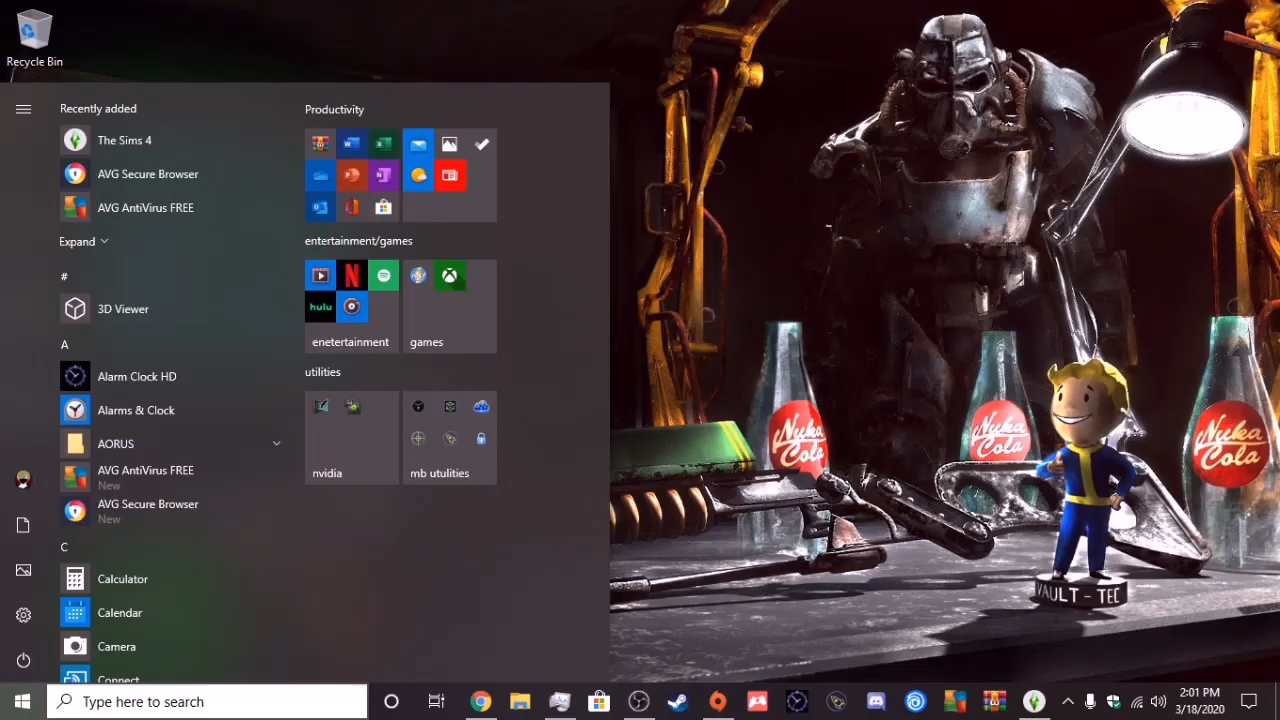 Recycle Bin
Recently added
The Sims 4
AVG Secure Browser
AVG AntiVirus FREE
Expand
#
3D Viewer
A
Alarm Clock HD
Alarms & Clock
AORUS
AVG AntiVirus FREE
New
AVG Secure Browser
New
C
Calculator
Calendar
Camera
Connect
Productivity
entertainment/games
hulu
enetertainment
games
utilities
nvidia
mb utulities
Nuka
Cola
Nuka
Cola
Nuka
Cola
VAULT - TEC
Type here to search
2:01 PM
3/18/2020